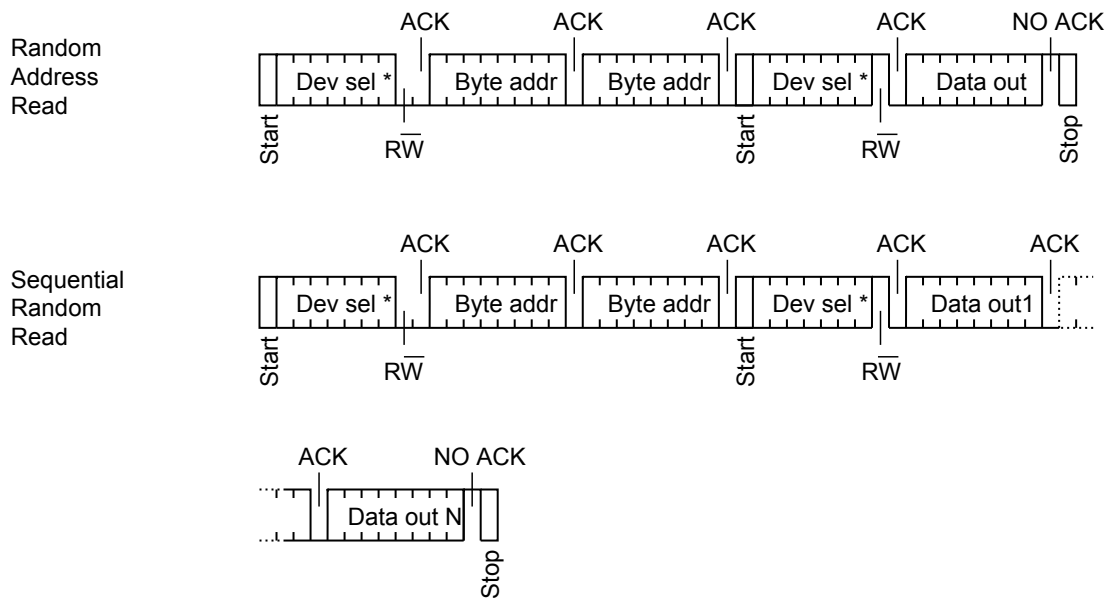 ACK ACK ACK ACK NO ACK
Random
Address
Read
Dev sel * Byte addr Byte addr Dev sel * Data out
Start RW̅ Start RW̅ Stop
ACK ACK ACK ACK ACK
Sequential
Random
Read
Dev sel * Byte addr Byte addr Dev sel * Data out1
Start RW̅ Start RW̅
ACK NO ACK
Data out N
Stop